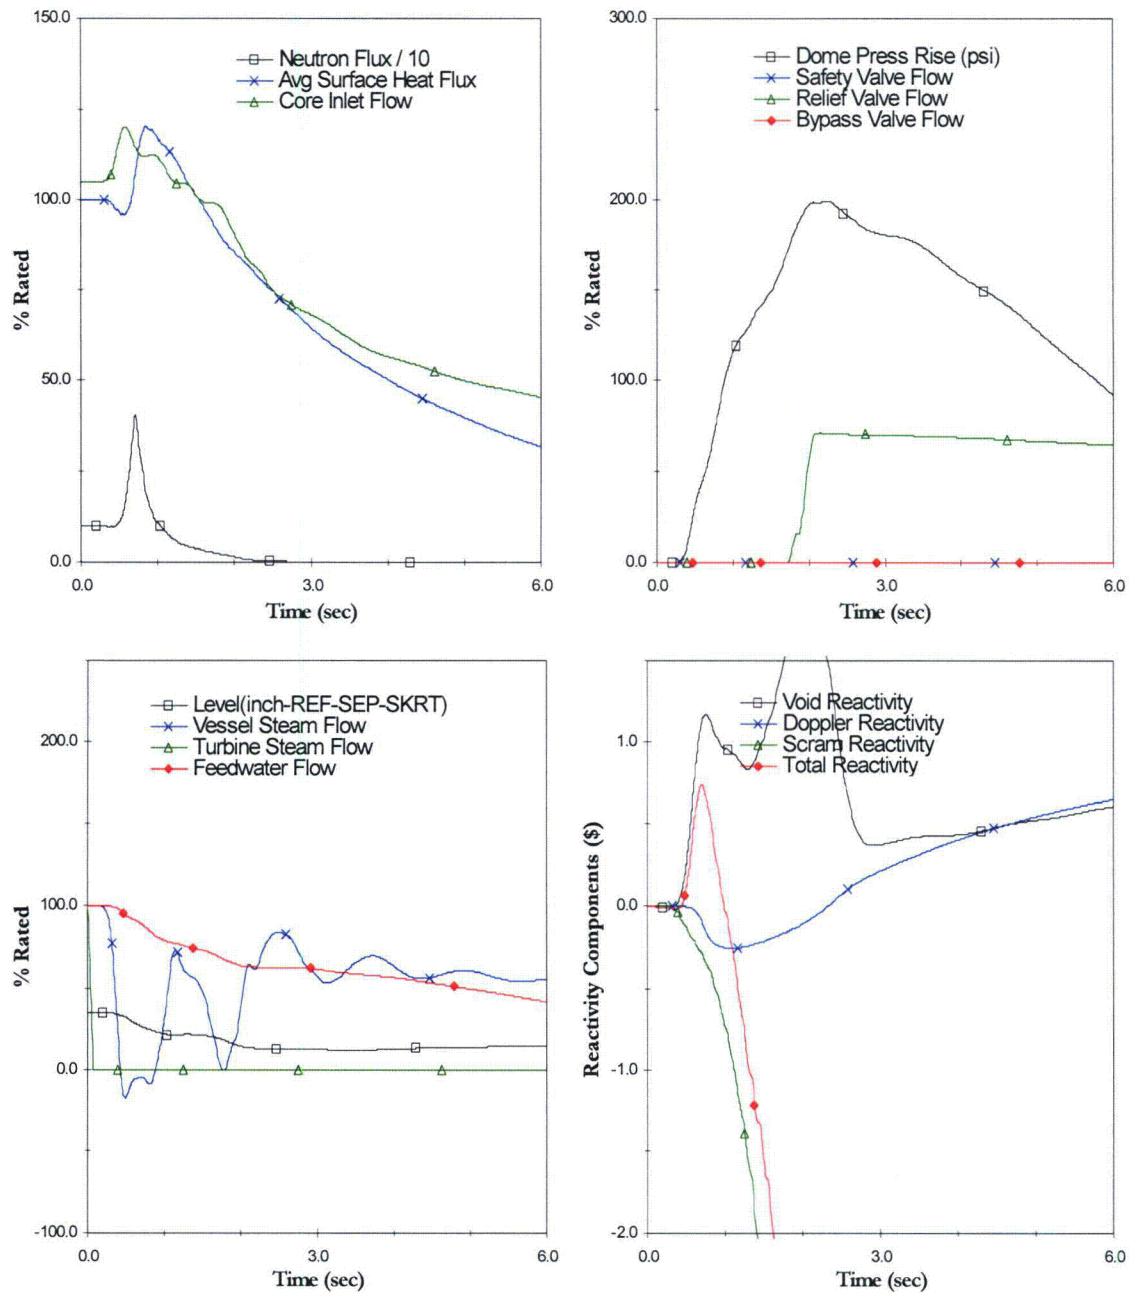 150.0
Neutron Flux / 10
Avg Surface Heat Flux
Core Inlet Flow
100.0
% Rated
50.0
0.0
0.0 3.0 6.0
Time (sec)
300.0
Dome Press Rise (psi)
Safety Valve Flow
Relief Valve Flow
Bypass Valve Flow
200.0
% Rated
100.0
0.0
0.0 3.0 6.0
Time (sec)
Level(inch-REF-SEP-SKRT)
Vessel Steam Flow
Turbine Steam Flow
Feedwater Flow
200.0
100.0
% Rated
0.0
-100.0
0.0 3.0 6.0
Time (sec)
Void Reactivity
Doppler Reactivity
Scram Reactivity
Total Reactivity
1.0
Reactivity Components ($)
0.0
-1.0
-2.0
0.0 3.0 6.0
Time (sec)